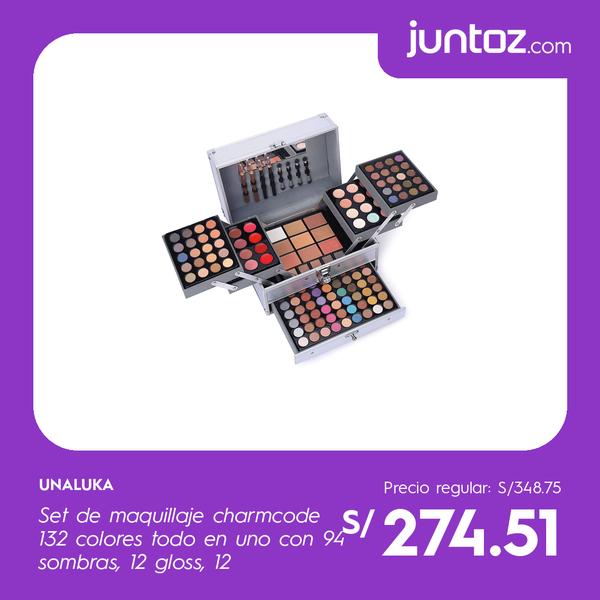 juntoz.com
UNALUKA
Set de maquillaje charmcode
132 colores todo en uno con 94
sombras, 12 gloss, 12
Precio regular: S/348.75
S/ 274.51